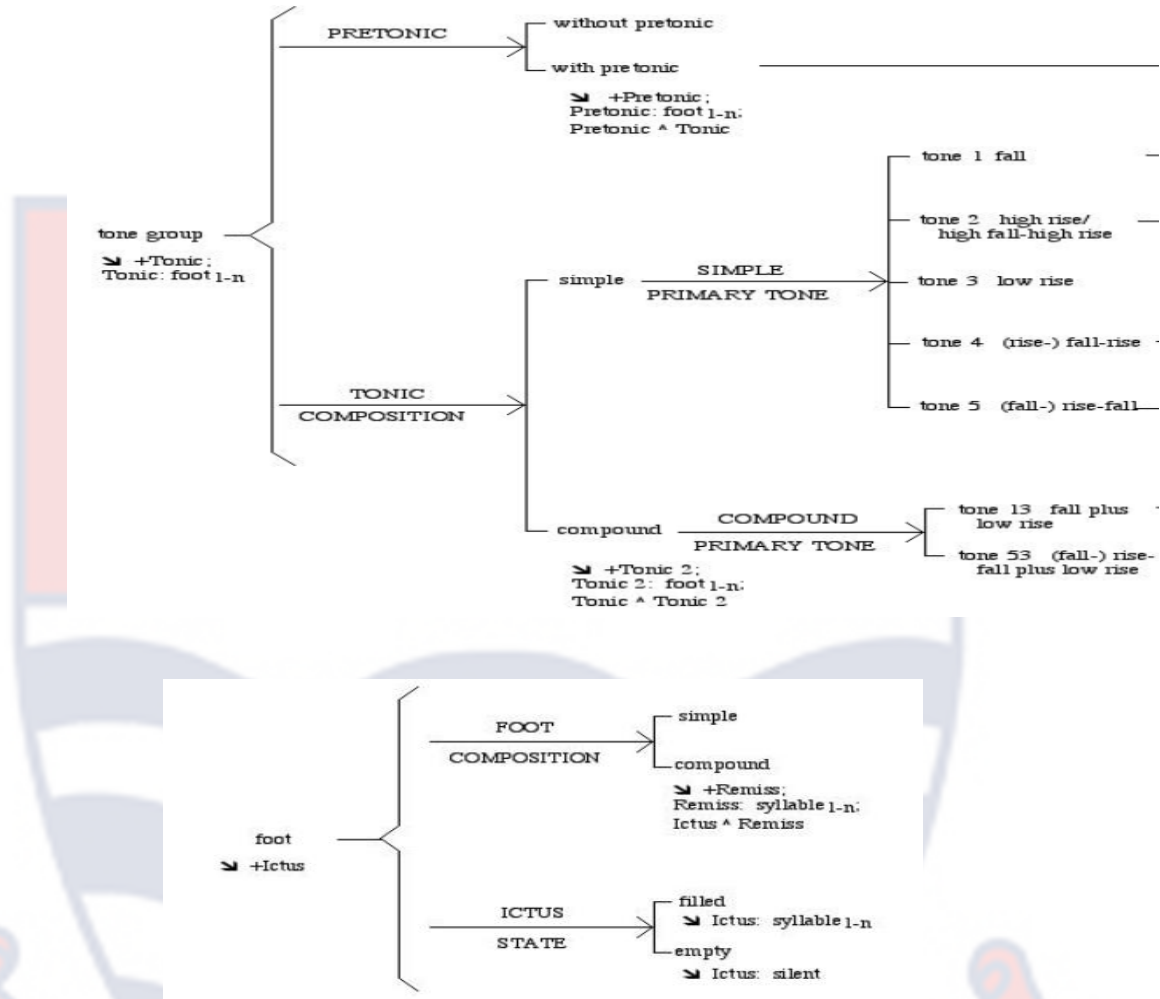 PRETONIC
without pretonic
with pretonic
↘ +Pretonic;
Pretonic: foot 1-n;
Pretonic ^ Tonic
tone group
↘ +Tonic;
Tonic: foot 1-n
TONIC
COMPOSITION
simple
SIMPLE
PRIMARY TONE
tone 1 fall
tone 2 high rise/
high fall-high rise
tone 3 low rise
tone 4 (rise-) fall-rise
tone 5 (fall-) rise-fall
compound
↘ +Tonic 2;
Tonic 2: foot 1-n;
Tonic ^ Tonic 2
COMPOUND
PRIMARY TONE
tone 13 fall plus
low rise
tone 53 (fall-) rise-
fall plus low rise
foot
↘ +Ictus
FOOT
COMPOSITION
simple
compound
↘ +Remiss;
Remiss: syllable 1-n;
Ictus ^ Remiss
ICTUS
STATE
filled
↘ Ictus: syllable 1-n
empty
↘ Ictus: silent